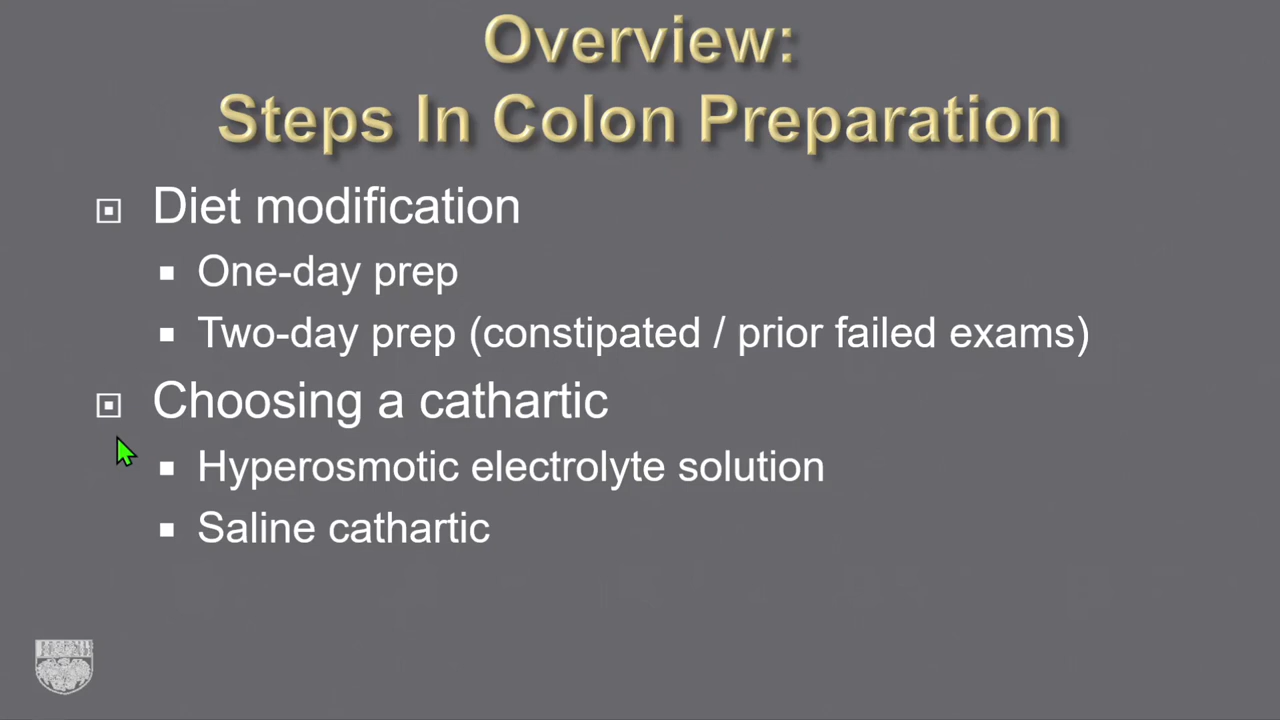 Overview:
Steps In Colon Preparation
Diet modification
One-day prep
Two-day prep (constipated / prior failed exams)
Choosing a cathartic
Hyperosmotic electrolyte solution
Saline cathartic